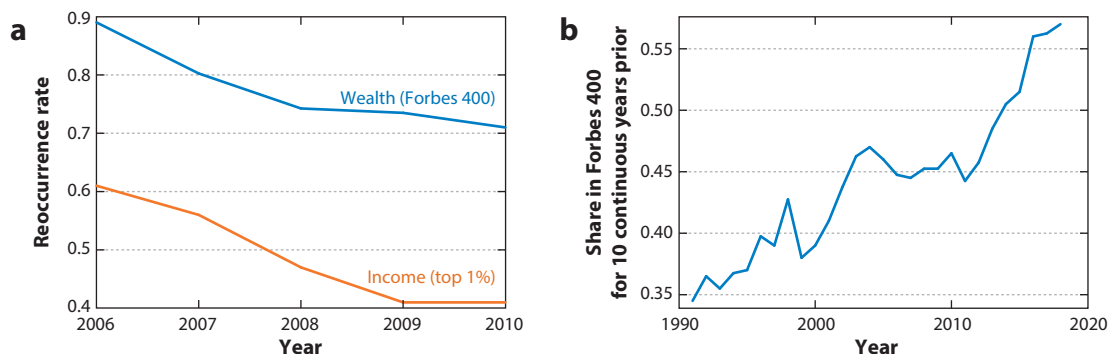 a
0.9
0.8
0.7
0.6
0.5
0.4
Reoccurrence rate
Wealth (Forbes 400)
Income (top 1%)
2006 2007 2008 2009 2010
Year
b
0.55
0.50
0.45
0.40
0.35
Share in Forbes 400
for 10 continuous years prior
1990 2000 2010 2020
Year